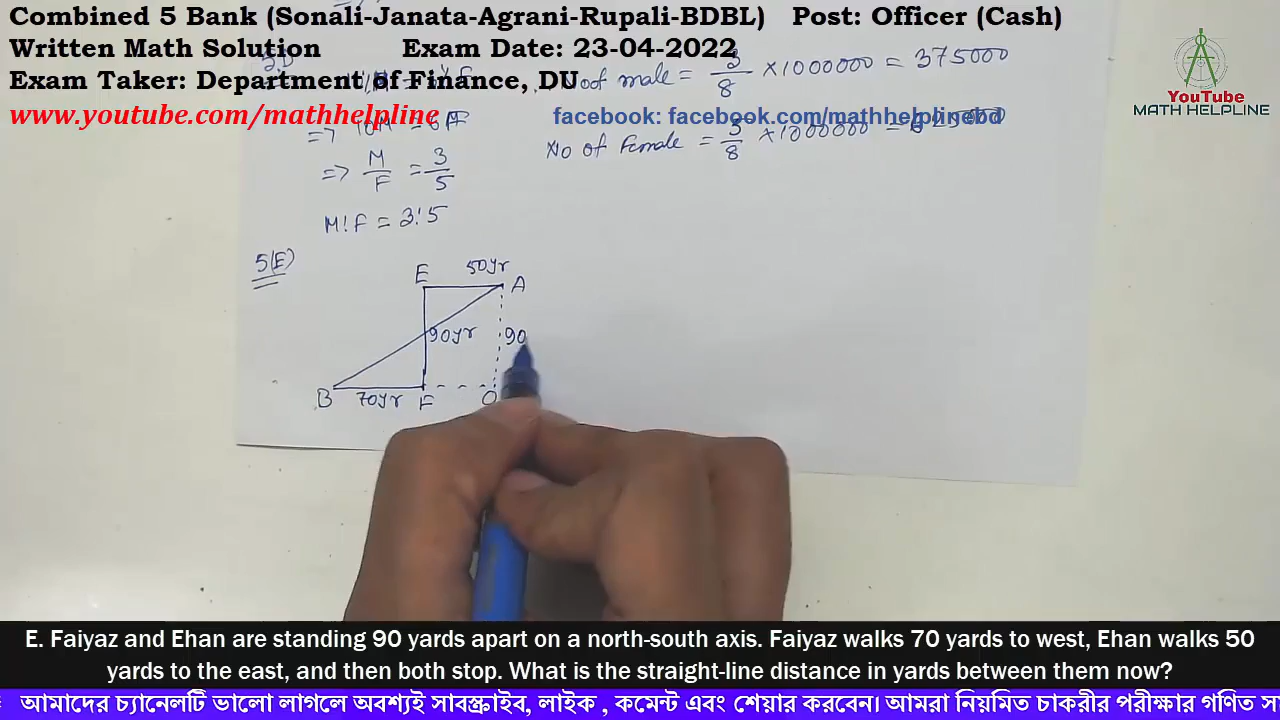 Combined 5 Bank (Sonali-Janata-Agrani-Rupali-BDBL) Post: Officer (Cash)
Written Math Solution Exam Date: 23-04-2022
Exam Taker: Department of Finance, DU
www.youtube.com/mathhelpline facebook: facebook.com/mathhelplinebd
YouTube
MATH HELPLINE
No of male = 3/8 × 1000000 = 375000
=> M/F = 3/5
No of Female = 5/8 × 1000000 =
M:F = 3:5
5(E)
E 50yr A
90yr 90
B 70yr F O
E. Faiyaz and Ehan are standing 90 yards apart on a north-south axis. Faiyaz walks 70 yards to west, Ehan walks 50
yards to the east, and then both stop. What is the straight-line distance in yards between them now?
আমাদের চ্যানেলটি ভালো লাগলে অবশ্যই সাবস্ক্রাইব, লাইক , কমেন্ট এবং শেয়ার করবেন। আমরা নিয়মিত চাকরীর পরীক্ষার গণিত